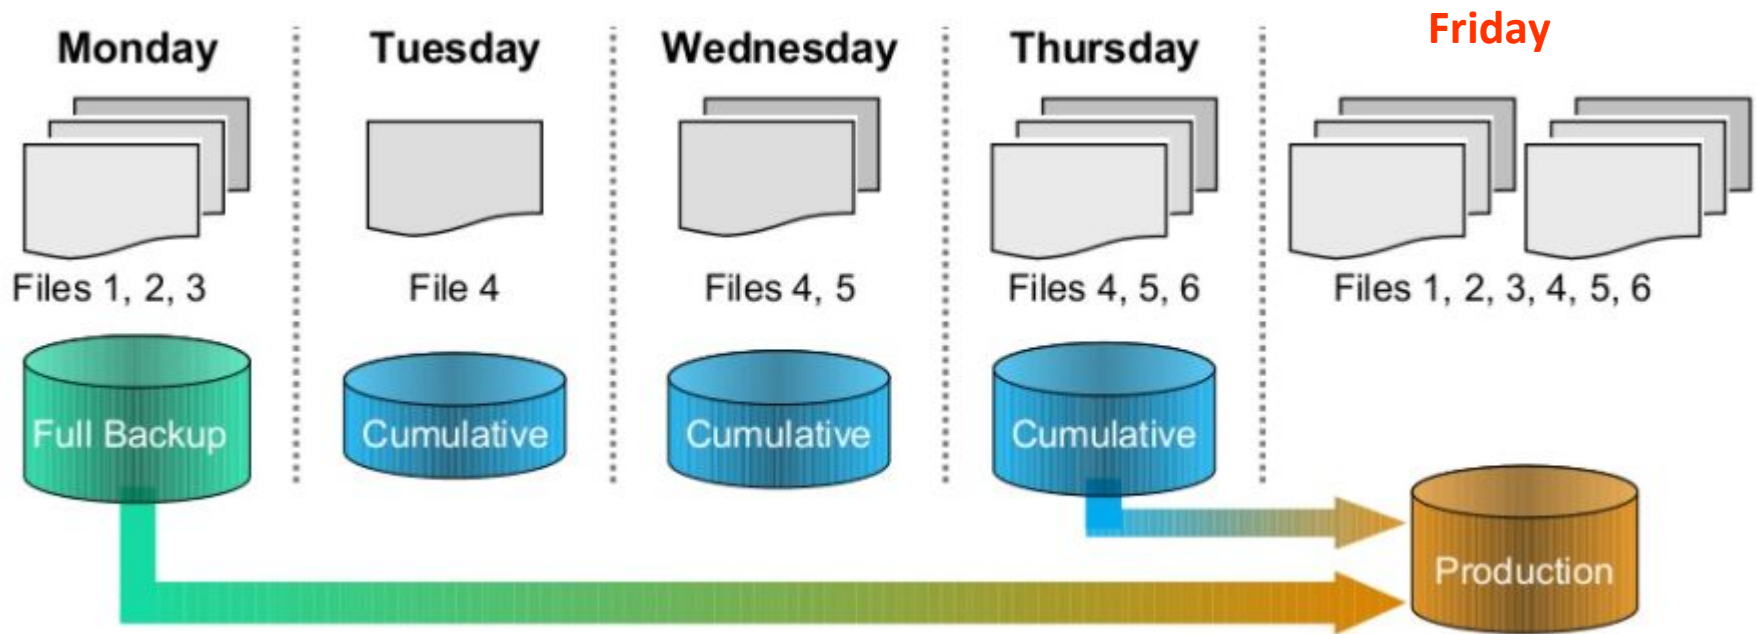 Monday
Tuesday
Wednesday
Thursday
Friday
Files 1, 2, 3
File 4
Files 4, 5
Files 4, 5, 6
Files 1, 2, 3, 4, 5, 6
Full Backup
Cumulative
Cumulative
Cumulative
Production